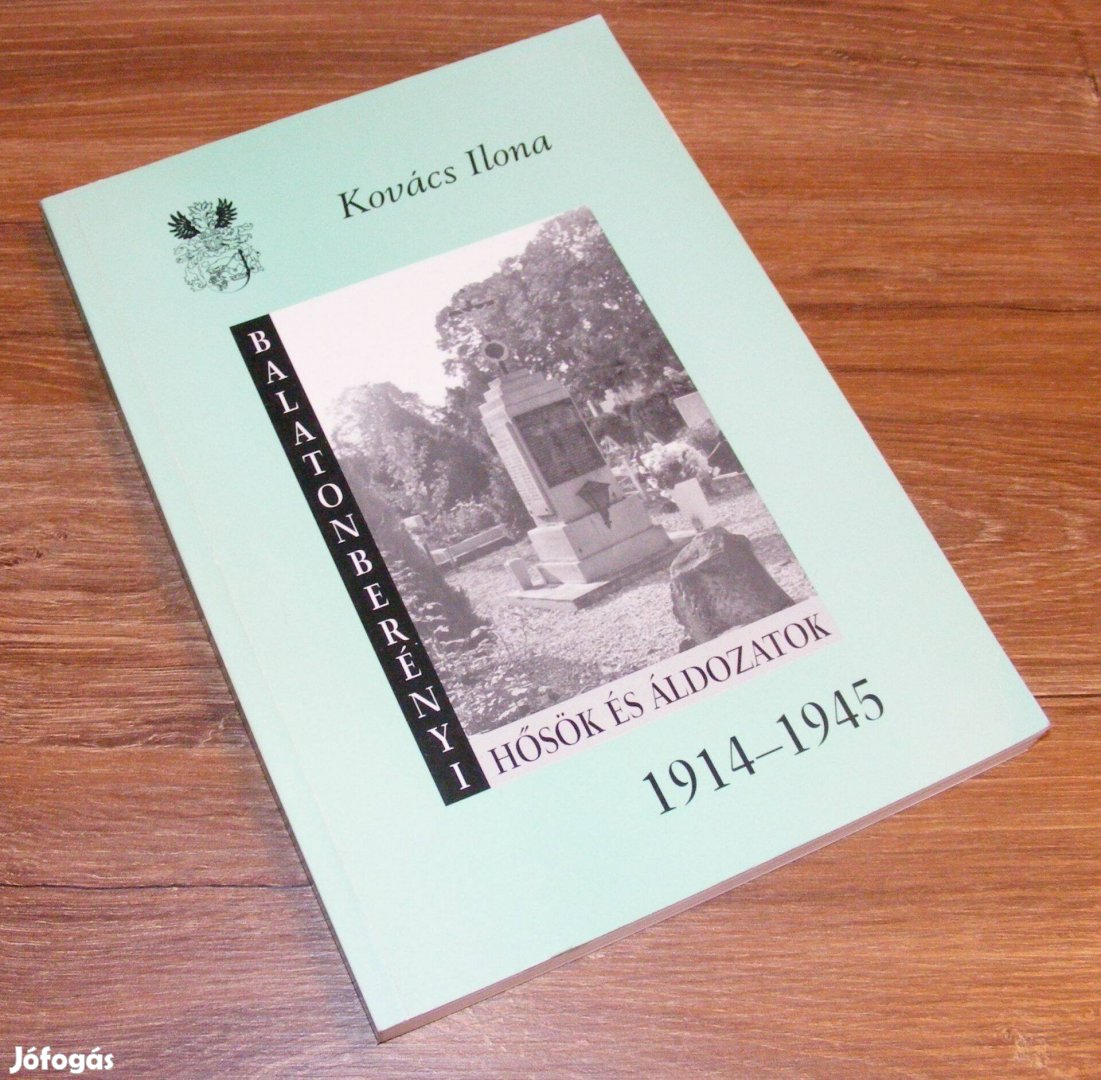 Kovács Ilona
BALATONBERÉNYI
HŐSÖK ÉS ÁLDOZATOK
1914–1945
Jófogás